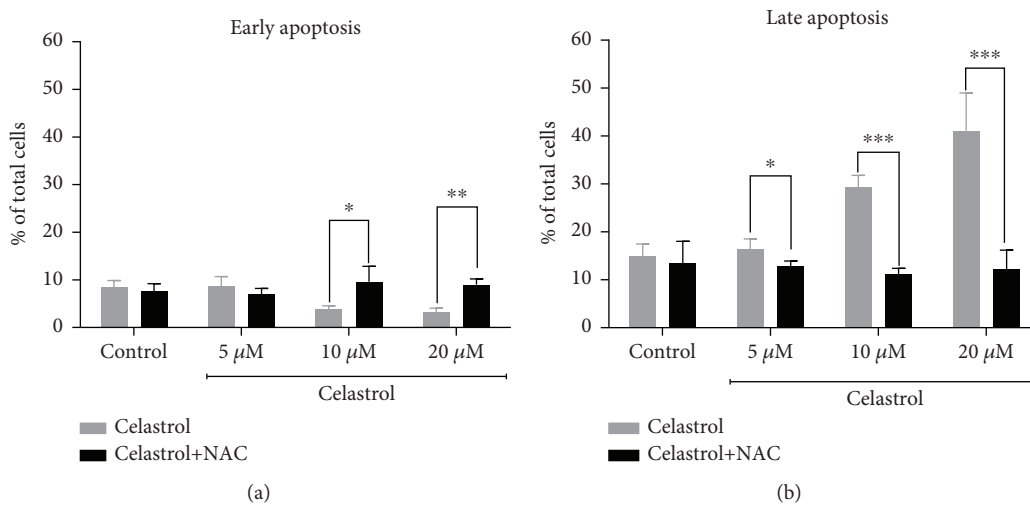 Early apoptosis
60
50
40
30
20
10
0
% of total cells
*
**
Control
5 μM
10 μM
20 μM
Celastrol
Celastrol
Celastrol+NAC
(a)
Late apoptosis
60
50
40
30
20
10
0
% of total cells
*
***
***
Control
5 μM
10 μM
20 μM
Celastrol
Celastrol
Celastrol+NAC
(b)